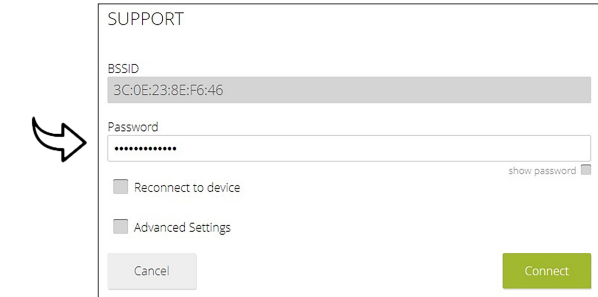 SUPPORT
BSSID
3C:0E:23:8E:F6:46
Password
•••••••••••••
show password
Reconnect to device
Advanced Settings
Cancel
Connect